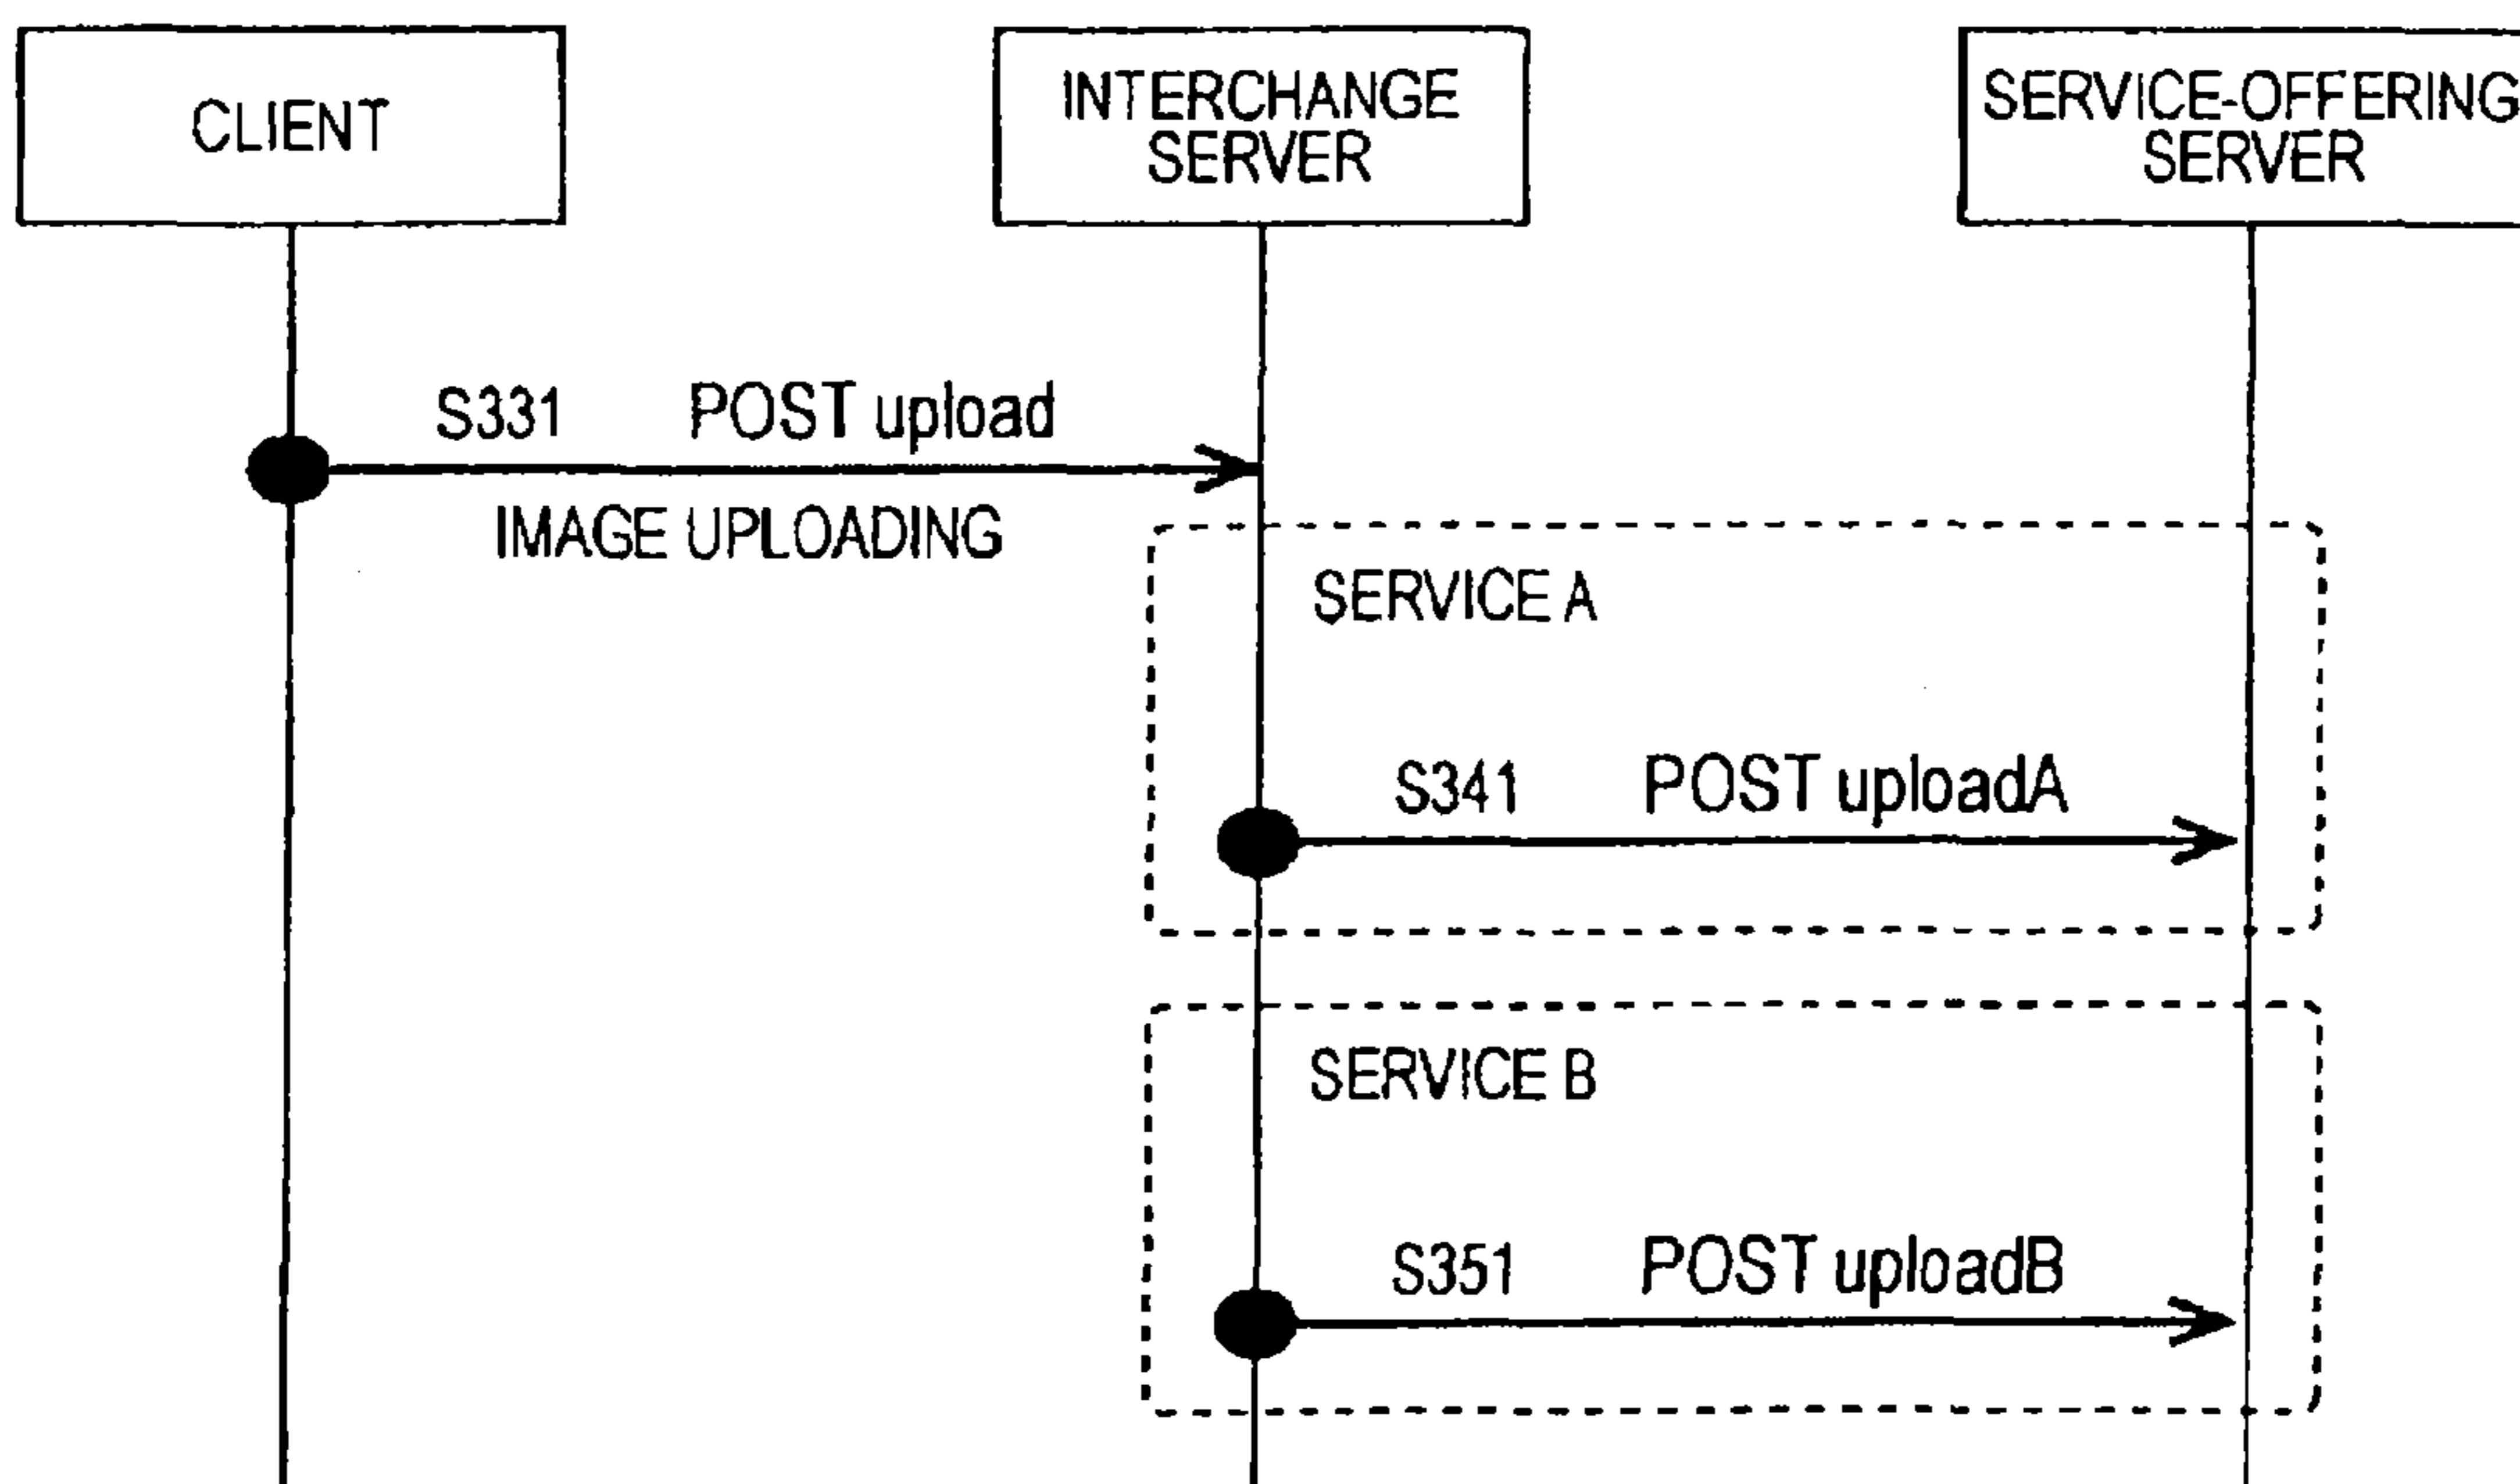 CLIENT
INTERCHANGE
SERVER
SERVICE-OFFERING
SERVER
S331 POST upload
IMAGE UPLOADING
SERVICE A
S341 POST uploadA
SERVICE B
S351 POST uploadB